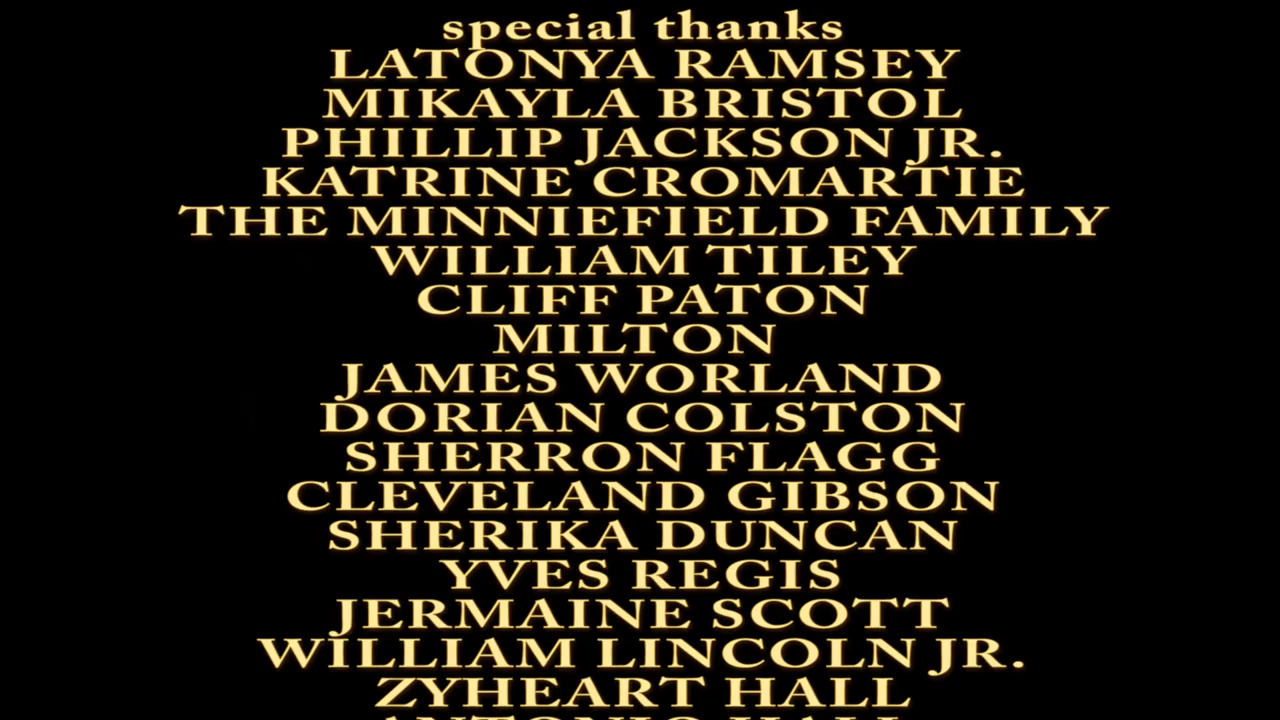 special thanks
LATONYA RAMSEY
MIKAYLA BRISTOL
PHILLIP JACKSON JR.
KATRINE CROMARTIE
THE MINNIEFIELD FAMILY
WILLIAM TILEY
CLIFF PATON
MILTON
JAMES WORLAND
DORIAN COLSTON
SHERRON FLAGG
CLEVELAND GIBSON
SHERIKA DUNCAN
YVES REGIS
JERMAINE SCOTT
WILLIAM LINCOLN JR.
ZYHEART HALL